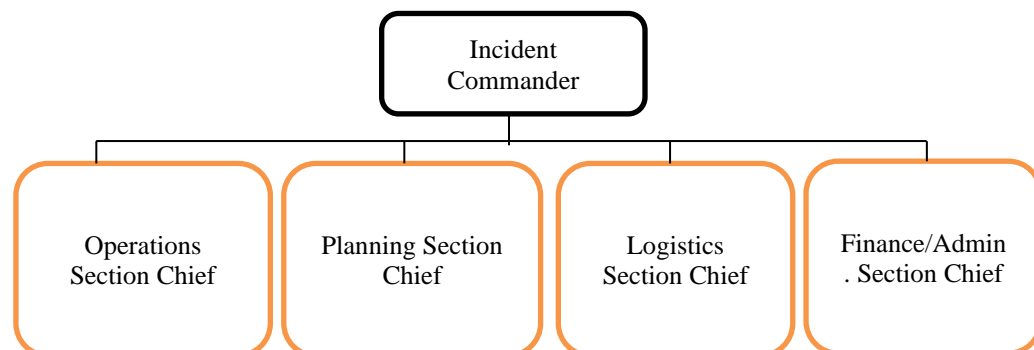 Incident
Commander
Operations
Section Chief
Planning Section
Chief
Logistics
Section Chief
Finance/Admin
. Section Chief